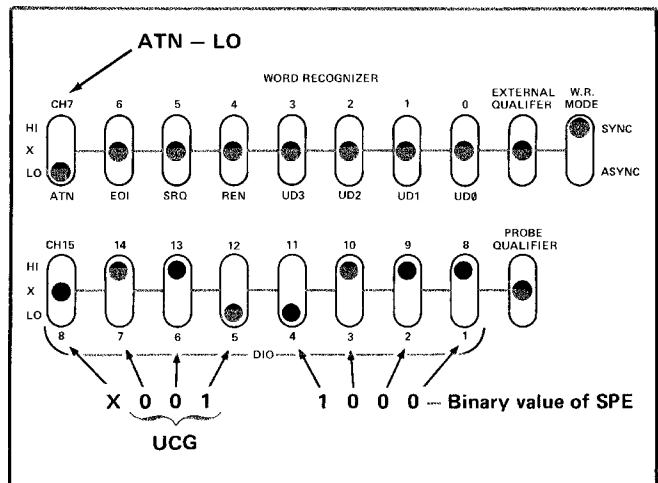 ATN – LO
WORD RECOGNIZER
CH7 6 5 4 3 2 1 0 EXTERNAL QUALIFER W.R. MODE
HI SYNC
X
LO ASYNC
ATN EOI SRQ REN UD3 UD2 UD1 UDØ
CH15 14 13 12 11 10 9 8 PROBE QUALIFIER
HI
X
LO
8 7 6 5 4 3 2 1
DIO
X 0 0 1 1 0 0 0 — Binary value of SPE
UCG